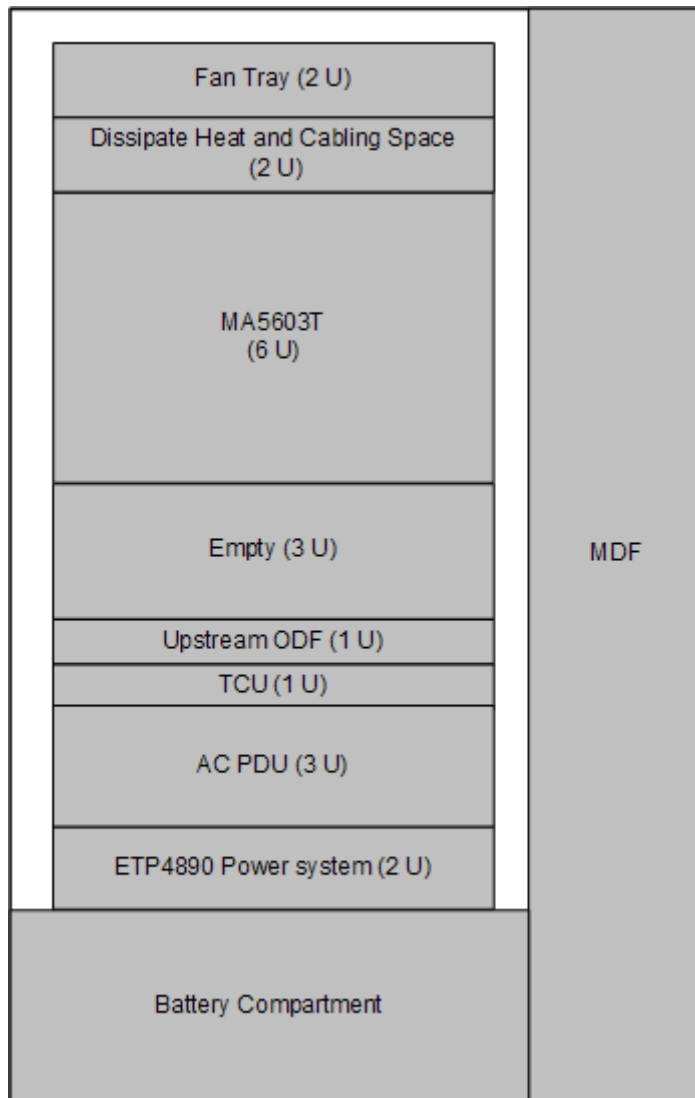 Fan Tray (2 U)
Dissipate Heat and Cabling Space
(2 U)
MA5603T
(6 U)
Empty (3 U)
MDF
Upstream ODF (1 U)
TCU (1 U)
AC PDU (3 U)
ETP4890 Power system (2 U)
Battery Compartment